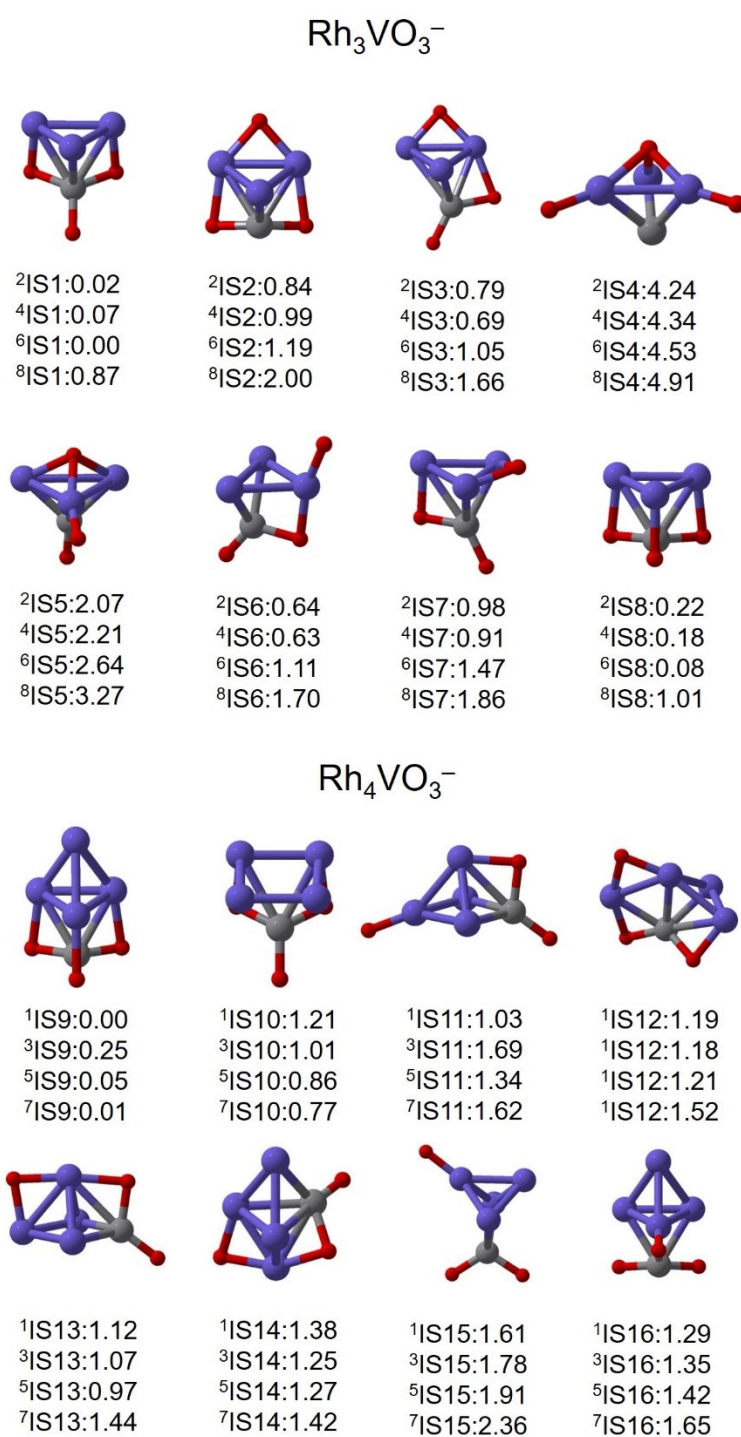 Rh₃VO₃⁻
²IS1:0.02 ²IS2:0.84 ²IS3:0.79 ²IS4:4.24
⁴IS1:0.07 ⁴IS2:0.99 ⁴IS3:0.69 ⁴IS4:4.34
⁶IS1:0.00 ⁶IS2:1.19 ⁶IS3:1.05 ⁶IS4:4.53
⁸IS1:0.87 ⁸IS2:2.00 ⁸IS3:1.66 ⁸IS4:4.91
²IS5:2.07 ²IS6:0.64 ²IS7:0.98 ²IS8:0.22
⁴IS5:2.21 ⁴IS6:0.63 ⁴IS7:0.91 ⁴IS8:0.18
⁶IS5:2.64 ⁶IS6:1.11 ⁶IS7:1.47 ⁶IS8:0.08
⁸IS5:3.27 ⁸IS6:1.70 ⁸IS7:1.86 ⁸IS8:1.01
Rh₄VO₃⁻
¹IS9:0.00 ¹IS10:1.21 ¹IS11:1.03 ¹IS12:1.19
³IS9:0.25 ³IS10:1.01 ³IS11:1.69 ¹IS12:1.18
⁵IS9:0.05 ⁵IS10:0.86 ⁵IS11:1.34 ¹IS12:1.21
⁷IS9:0.01 ⁷IS10:0.77 ⁷IS11:1.62 ¹IS12:1.52
¹IS13:1.12 ¹IS14:1.38 ¹IS15:1.61 ¹IS16:1.29
³IS13:1.07 ³IS14:1.25 ³IS15:1.78 ³IS16:1.35
⁵IS13:0.97 ⁵IS14:1.27 ⁵IS15:1.91 ⁵IS16:1.42
⁷IS13:1.44 ⁷IS14:1.42 ⁷IS15:2.36 ⁷IS16:1.65